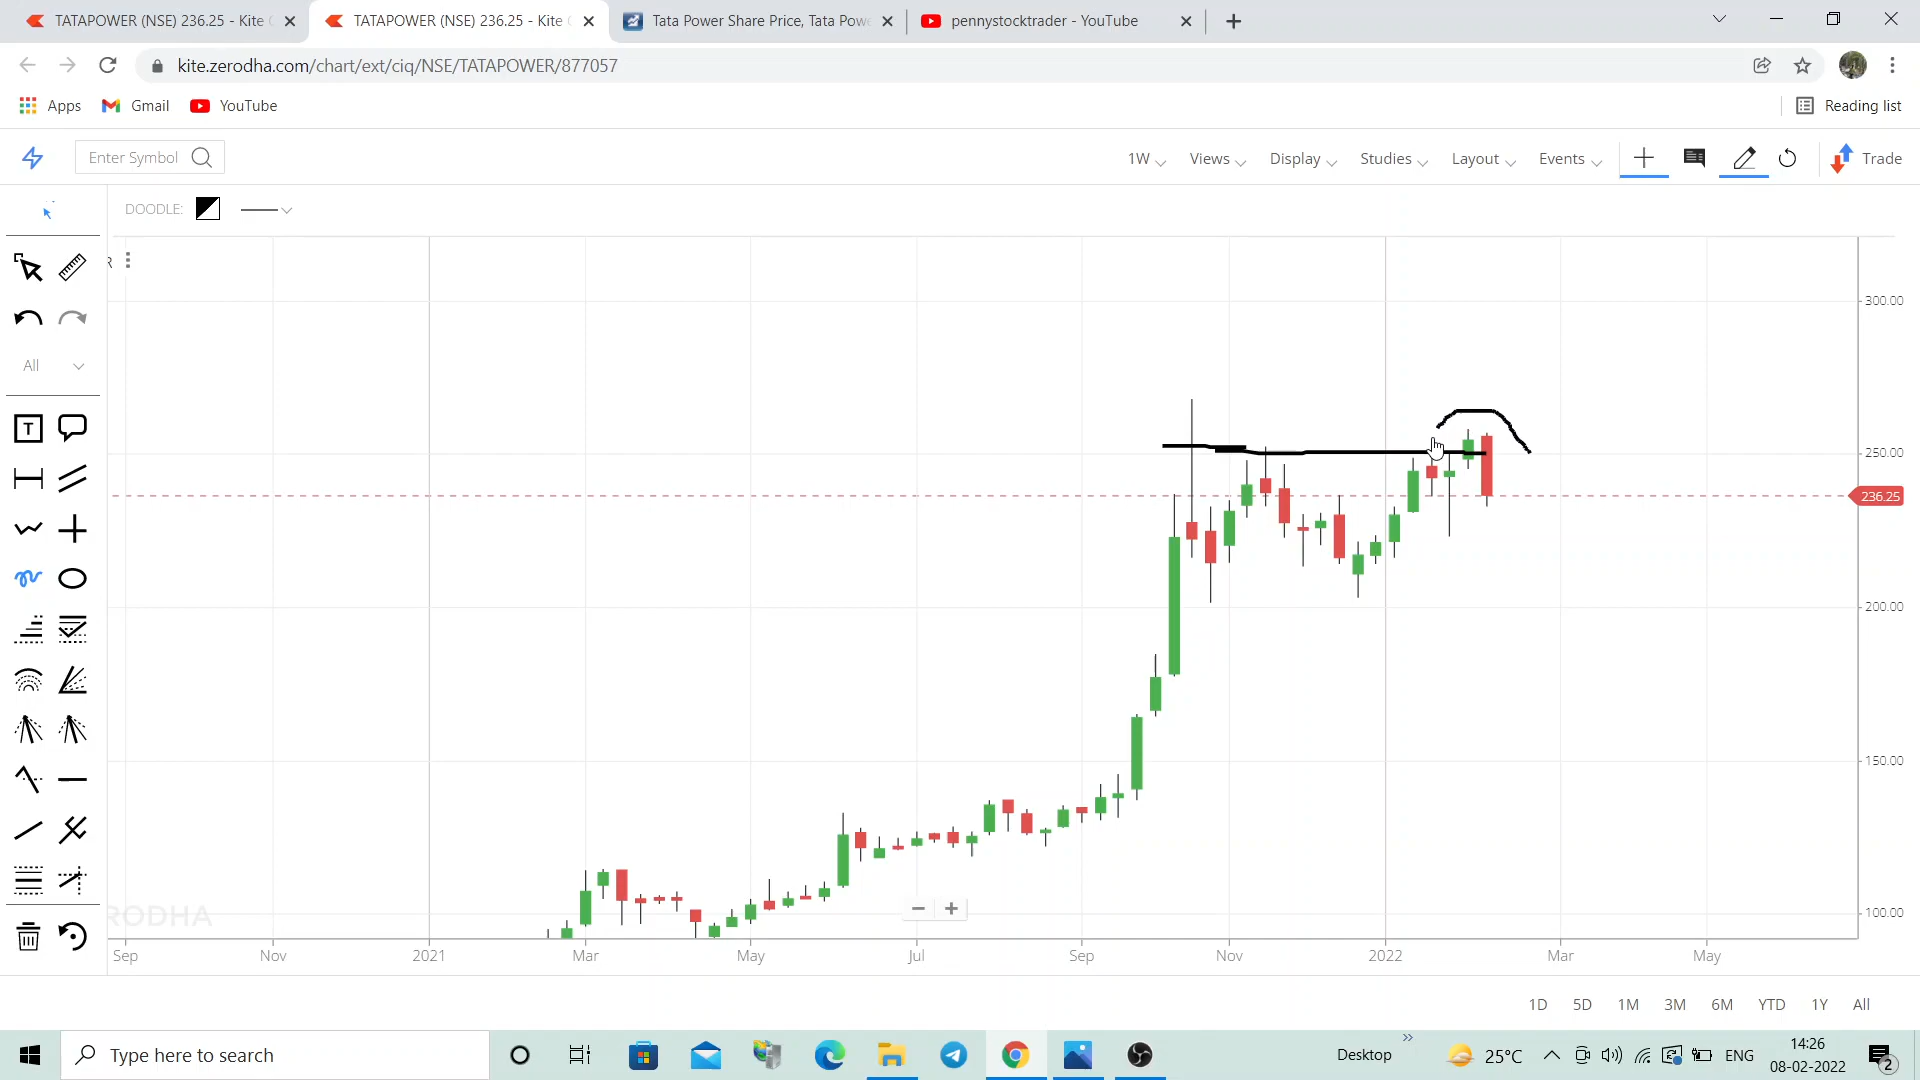 TATAPOWER (NSE) 236.25 - Kite
TATAPOWER (NSE) 236.25 - Kite
Tata Power Share Price, Tata Powe
pennystocktrader - YouTube
kite.zerodha.com/chart/ext/ciq/NSE/TATAPOWER/877057
Apps
Gmail
YouTube
Reading list
Enter Symbol
1W
Views
Display
Studies
Layout
Events
Trade
DOODLE:
R
All
T
300.00
250.00
236.25
200.00
150.00
100.00
ERODHA
Sep
Nov
2021
Mar
May
Jul
Sep
Nov
2022
Mar
May
1D
5D
1M
3M
6M
YTD
1Y
All
Type here to search
Desktop
25°C
ENG
14:26
08-02-2022
2